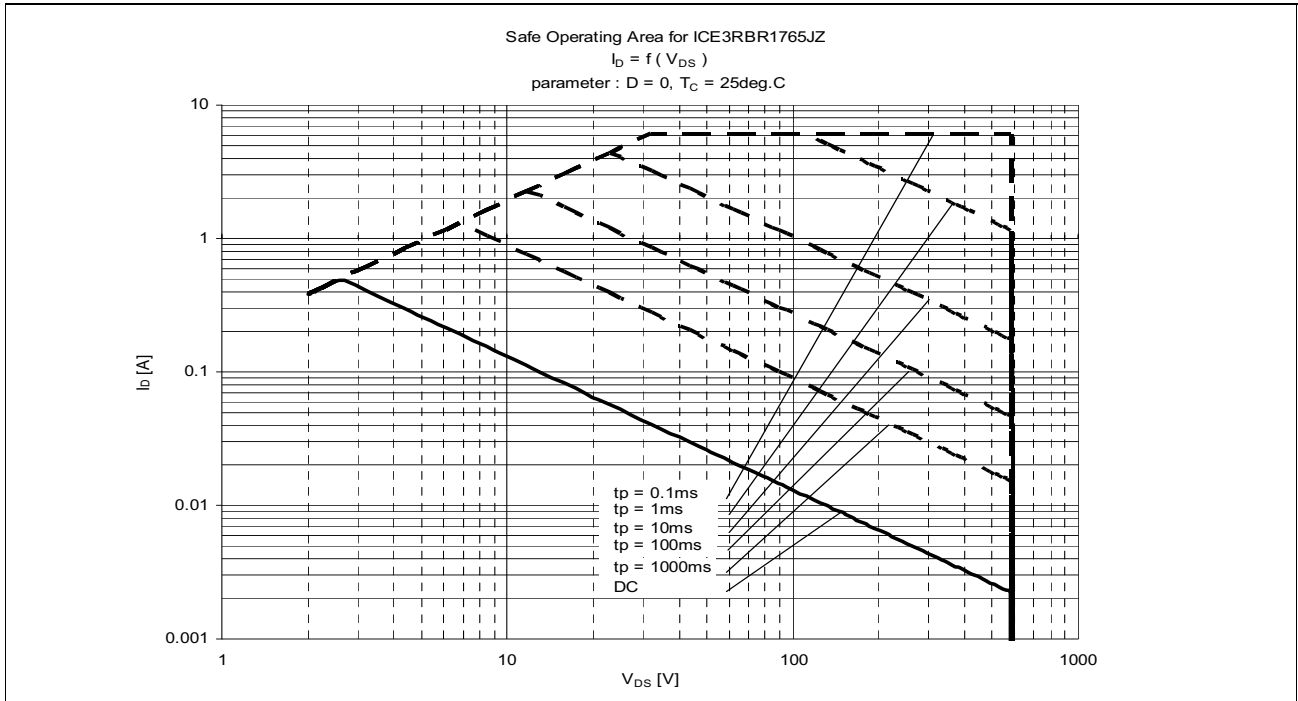 Safe Operating Area for ICE3RBR1765JZ
I_D = f ( V_DS )
parameter : D = 0, T_C = 25deg.C
10
1
0.1
0.01
0.001
I_D [A]
tp = 0.1ms
tp = 1ms
tp = 10ms
tp = 100ms
tp = 1000ms
DC
1
10
100
1000
V_DS [V]